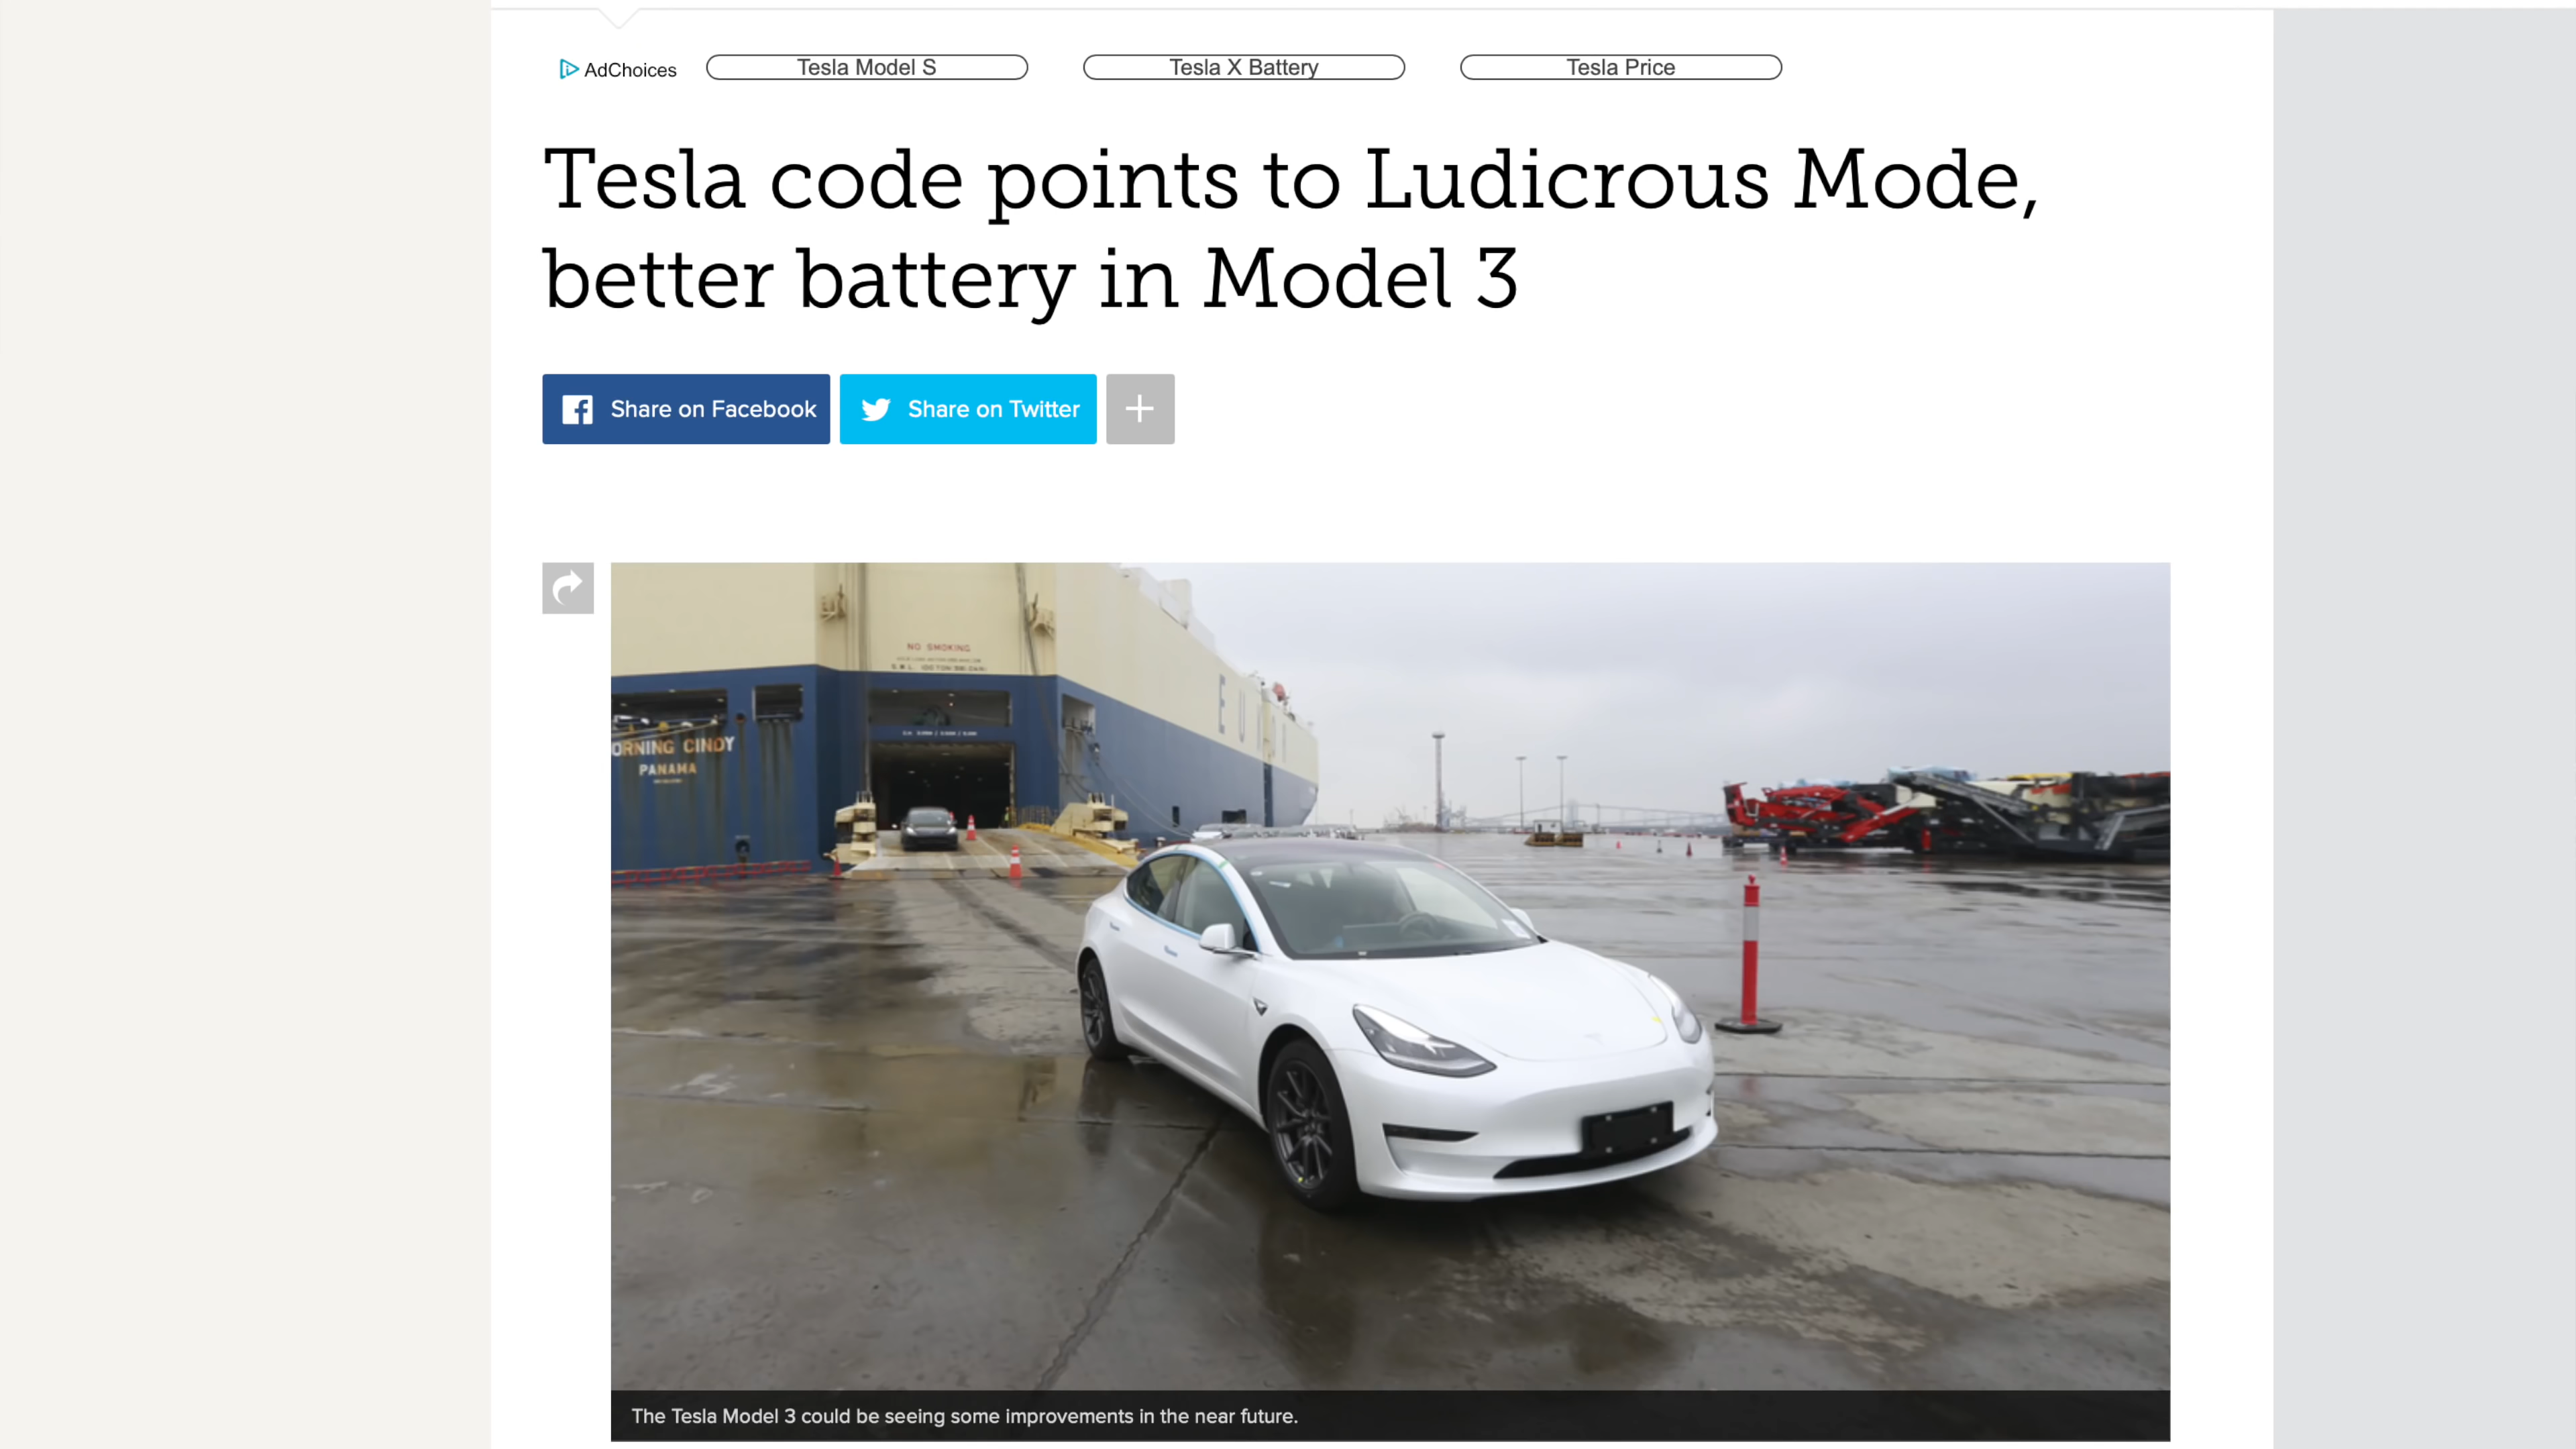 AdChoices
Tesla Model S
Tesla X Battery
Tesla Price
Tesla code points to Ludicrous Mode,
better battery in Model 3
Share on Facebook
Share on Twitter
NO SMOKING
ORNING CINDY
PANAMA
The Tesla Model 3 could be seeing some improvements in the near future.